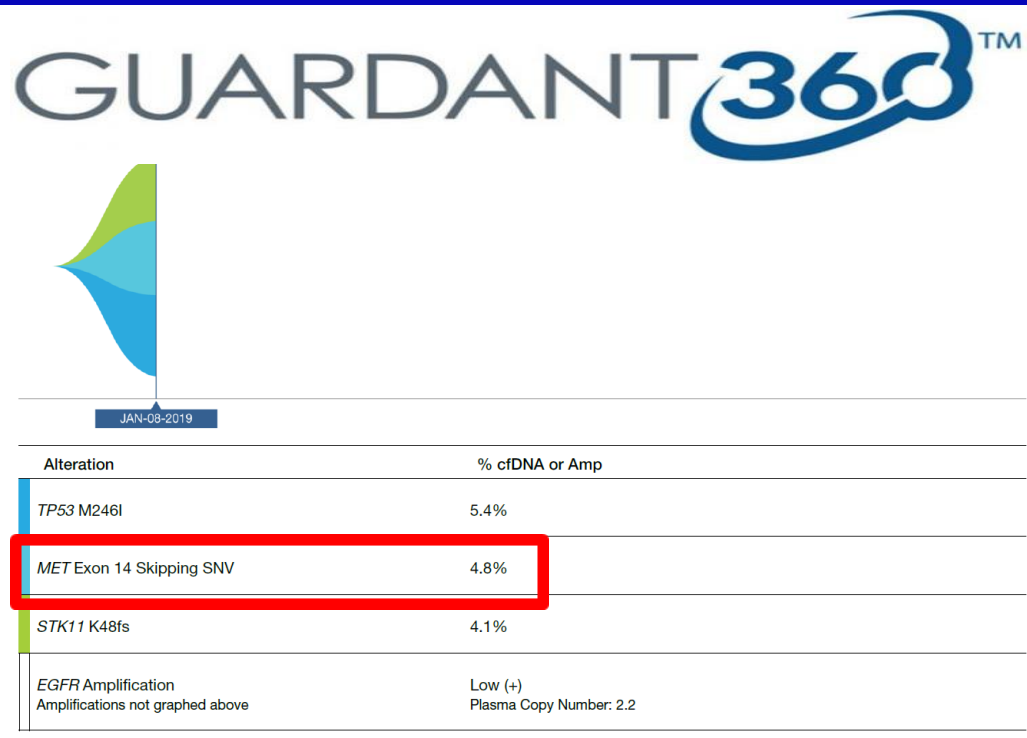 GUARDANT360™
JAN-08-2019
Alteration % cfDNA or Amp
TP53 M246I 5.4%
MET Exon 14 Skipping SNV 4.8%
STK11 K48fs 4.1%
EGFR Amplification Low (+)
Amplifications not graphed above Plasma Copy Number: 2.2